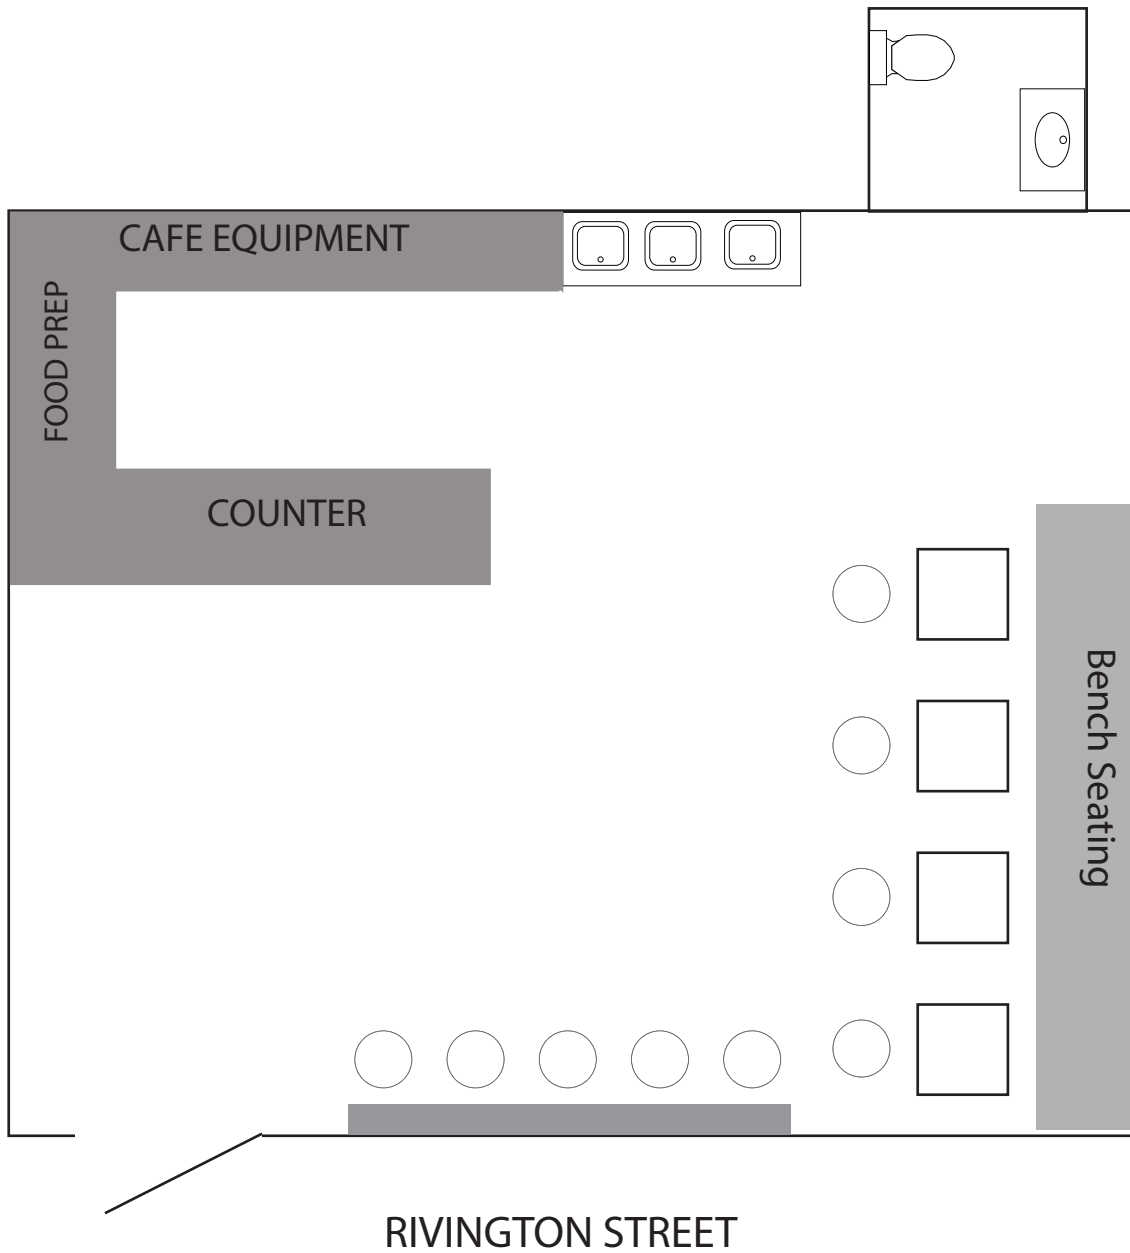 CAFE EQUIPMENT
FOOD PREP
COUNTER
Bench Seating
RIVINGTON STREET